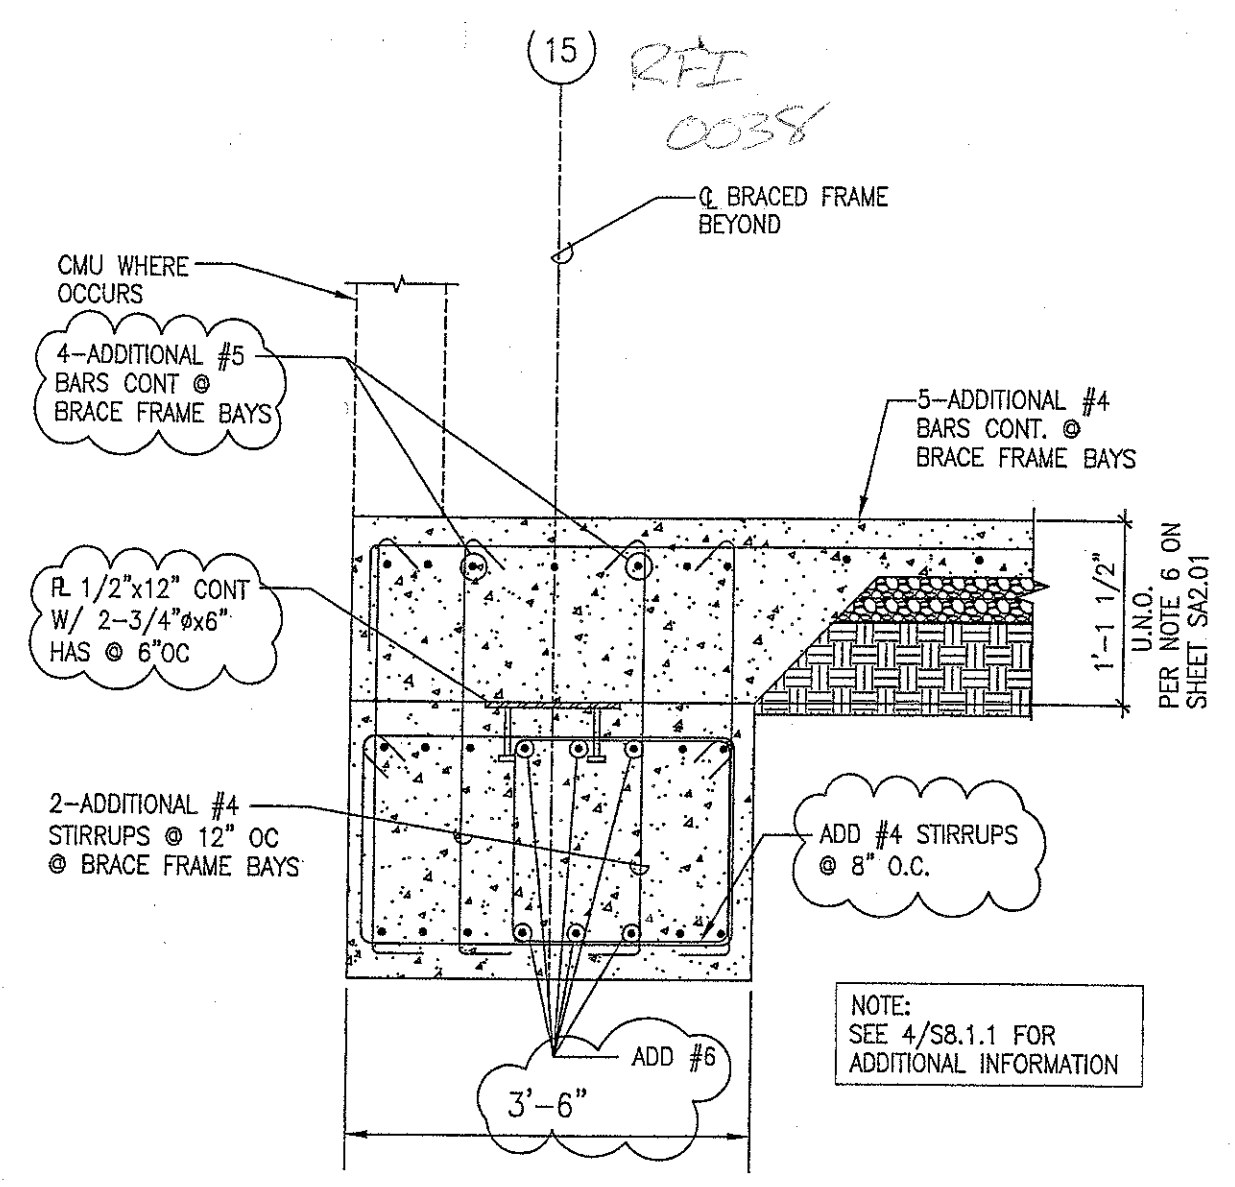 15
RFI
0038
℄ BRACED FRAME
BEYOND
CMU WHERE
OCCURS
4-ADDITIONAL #5
BARS CONT @
BRACE FRAME BAYS
5-ADDITIONAL #4
BARS CONT. @
BRACE FRAME BAYS
PL 1/2"x12" CONT
W/ 2-3/4"øx6"
HAS @ 6"OC
1'-1 1/2"
U.N.O.
PER NOTE 6 ON
SHEET SA2.01
2-ADDITIONAL #4
STIRRUPS @ 12" OC
@ BRACE FRAME BAYS
ADD #4 STIRRUPS
@ 8" O.C.
NOTE:
SEE 4/S8.1.1 FOR
ADDITIONAL INFORMATION
ADD #6
3'-6"